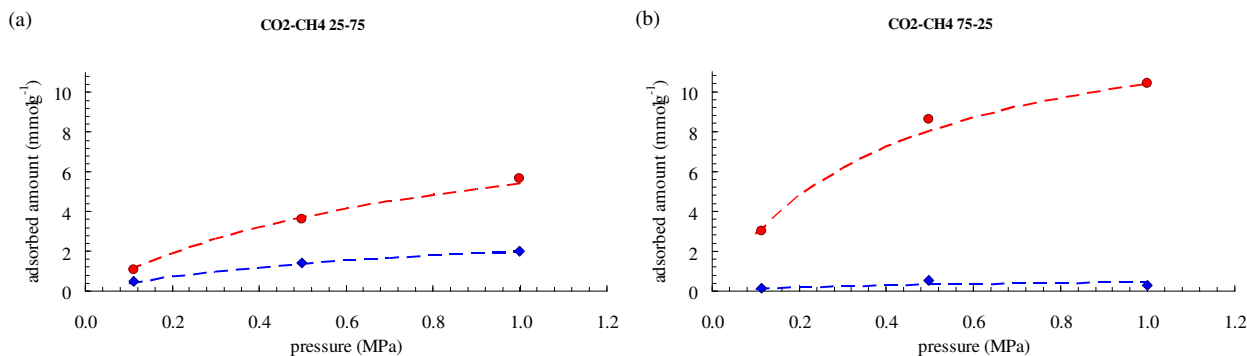 (a)
CO2-CH4 25-75
adsorbed amount (mmolg-1)
10
8
6
4
2
0
0.0 0.2 0.4 0.6 0.8 1.0 1.2
pressure (MPa)
(b)
CO2-CH4 75-25
adsorbed amount (mmolg-1)
10
8
6
4
2
0
0.0 0.2 0.4 0.6 0.8 1.0 1.2
pressure (MPa)